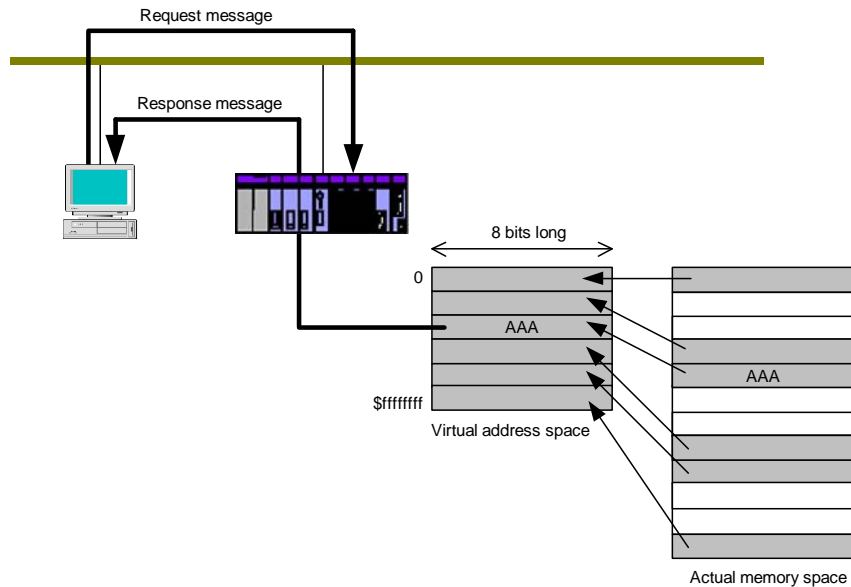 Request message
Response message
8 bits long
0
AAA
AAA
$ffffffff
Virtual address space
Actual memory space